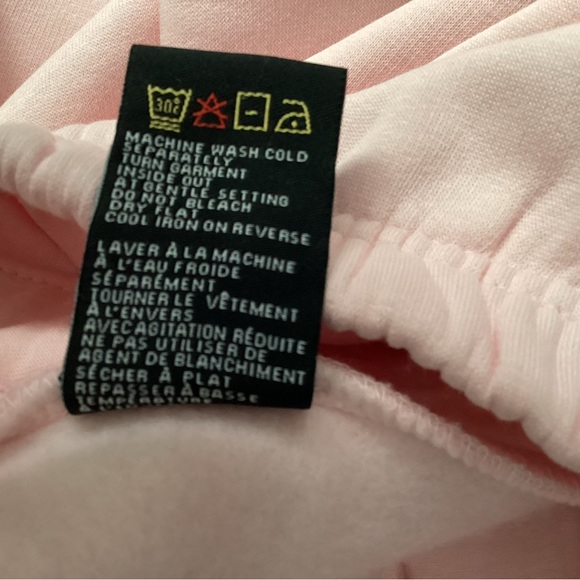 30°c
MACHINE WASH COLD
SEPARATELY
TURN GARMENT
INSIDE OUT
AT GENTLE SETTING
DO NOT BLEACH
DRY FLAT
COOL IRON ON REVERSE
LAVER À LA MACHINE
À L'EAU FROIDE
SÉPARÉMENT
TOURNER LE VÊTEMENT
À L'ENVERS
AVEC AGITATION RÉDUITE
NE PAS UTILISER DE
AGENT DE BLANCHIMENT
SÉCHER À PLAT
REPASSER À BASSE
TEMPÉRATURE